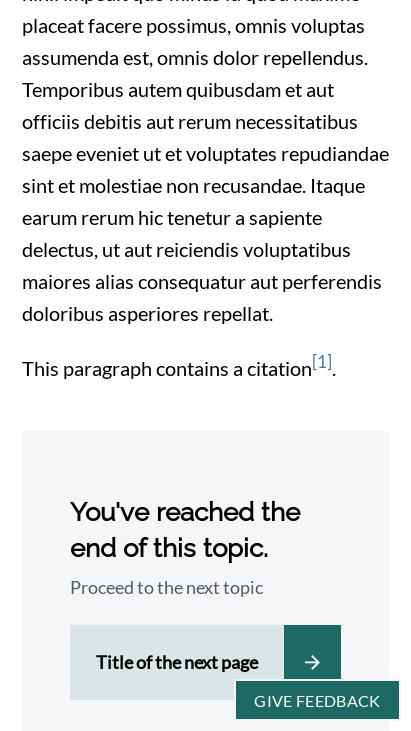 placeat facere possimus, omnis voluptas
assumenda est, omnis dolor repellendus.
Temporibus autem quibusdam et aut
officiis debitis aut rerum necessitatibus
saepe eveniet ut et voluptates repudiandae
sint et molestiae non recusandae. Itaque
earum rerum hic tenetur a sapiente
delectus, ut aut reiciendis voluptatibus
maiores alias consequatur aut perferendis
doloribus asperiores repellat.
This paragraph contains a citation[1].
You've reached the
end of this topic.
Proceed to the next topic
Title of the next page
GIVE FEEDBACK